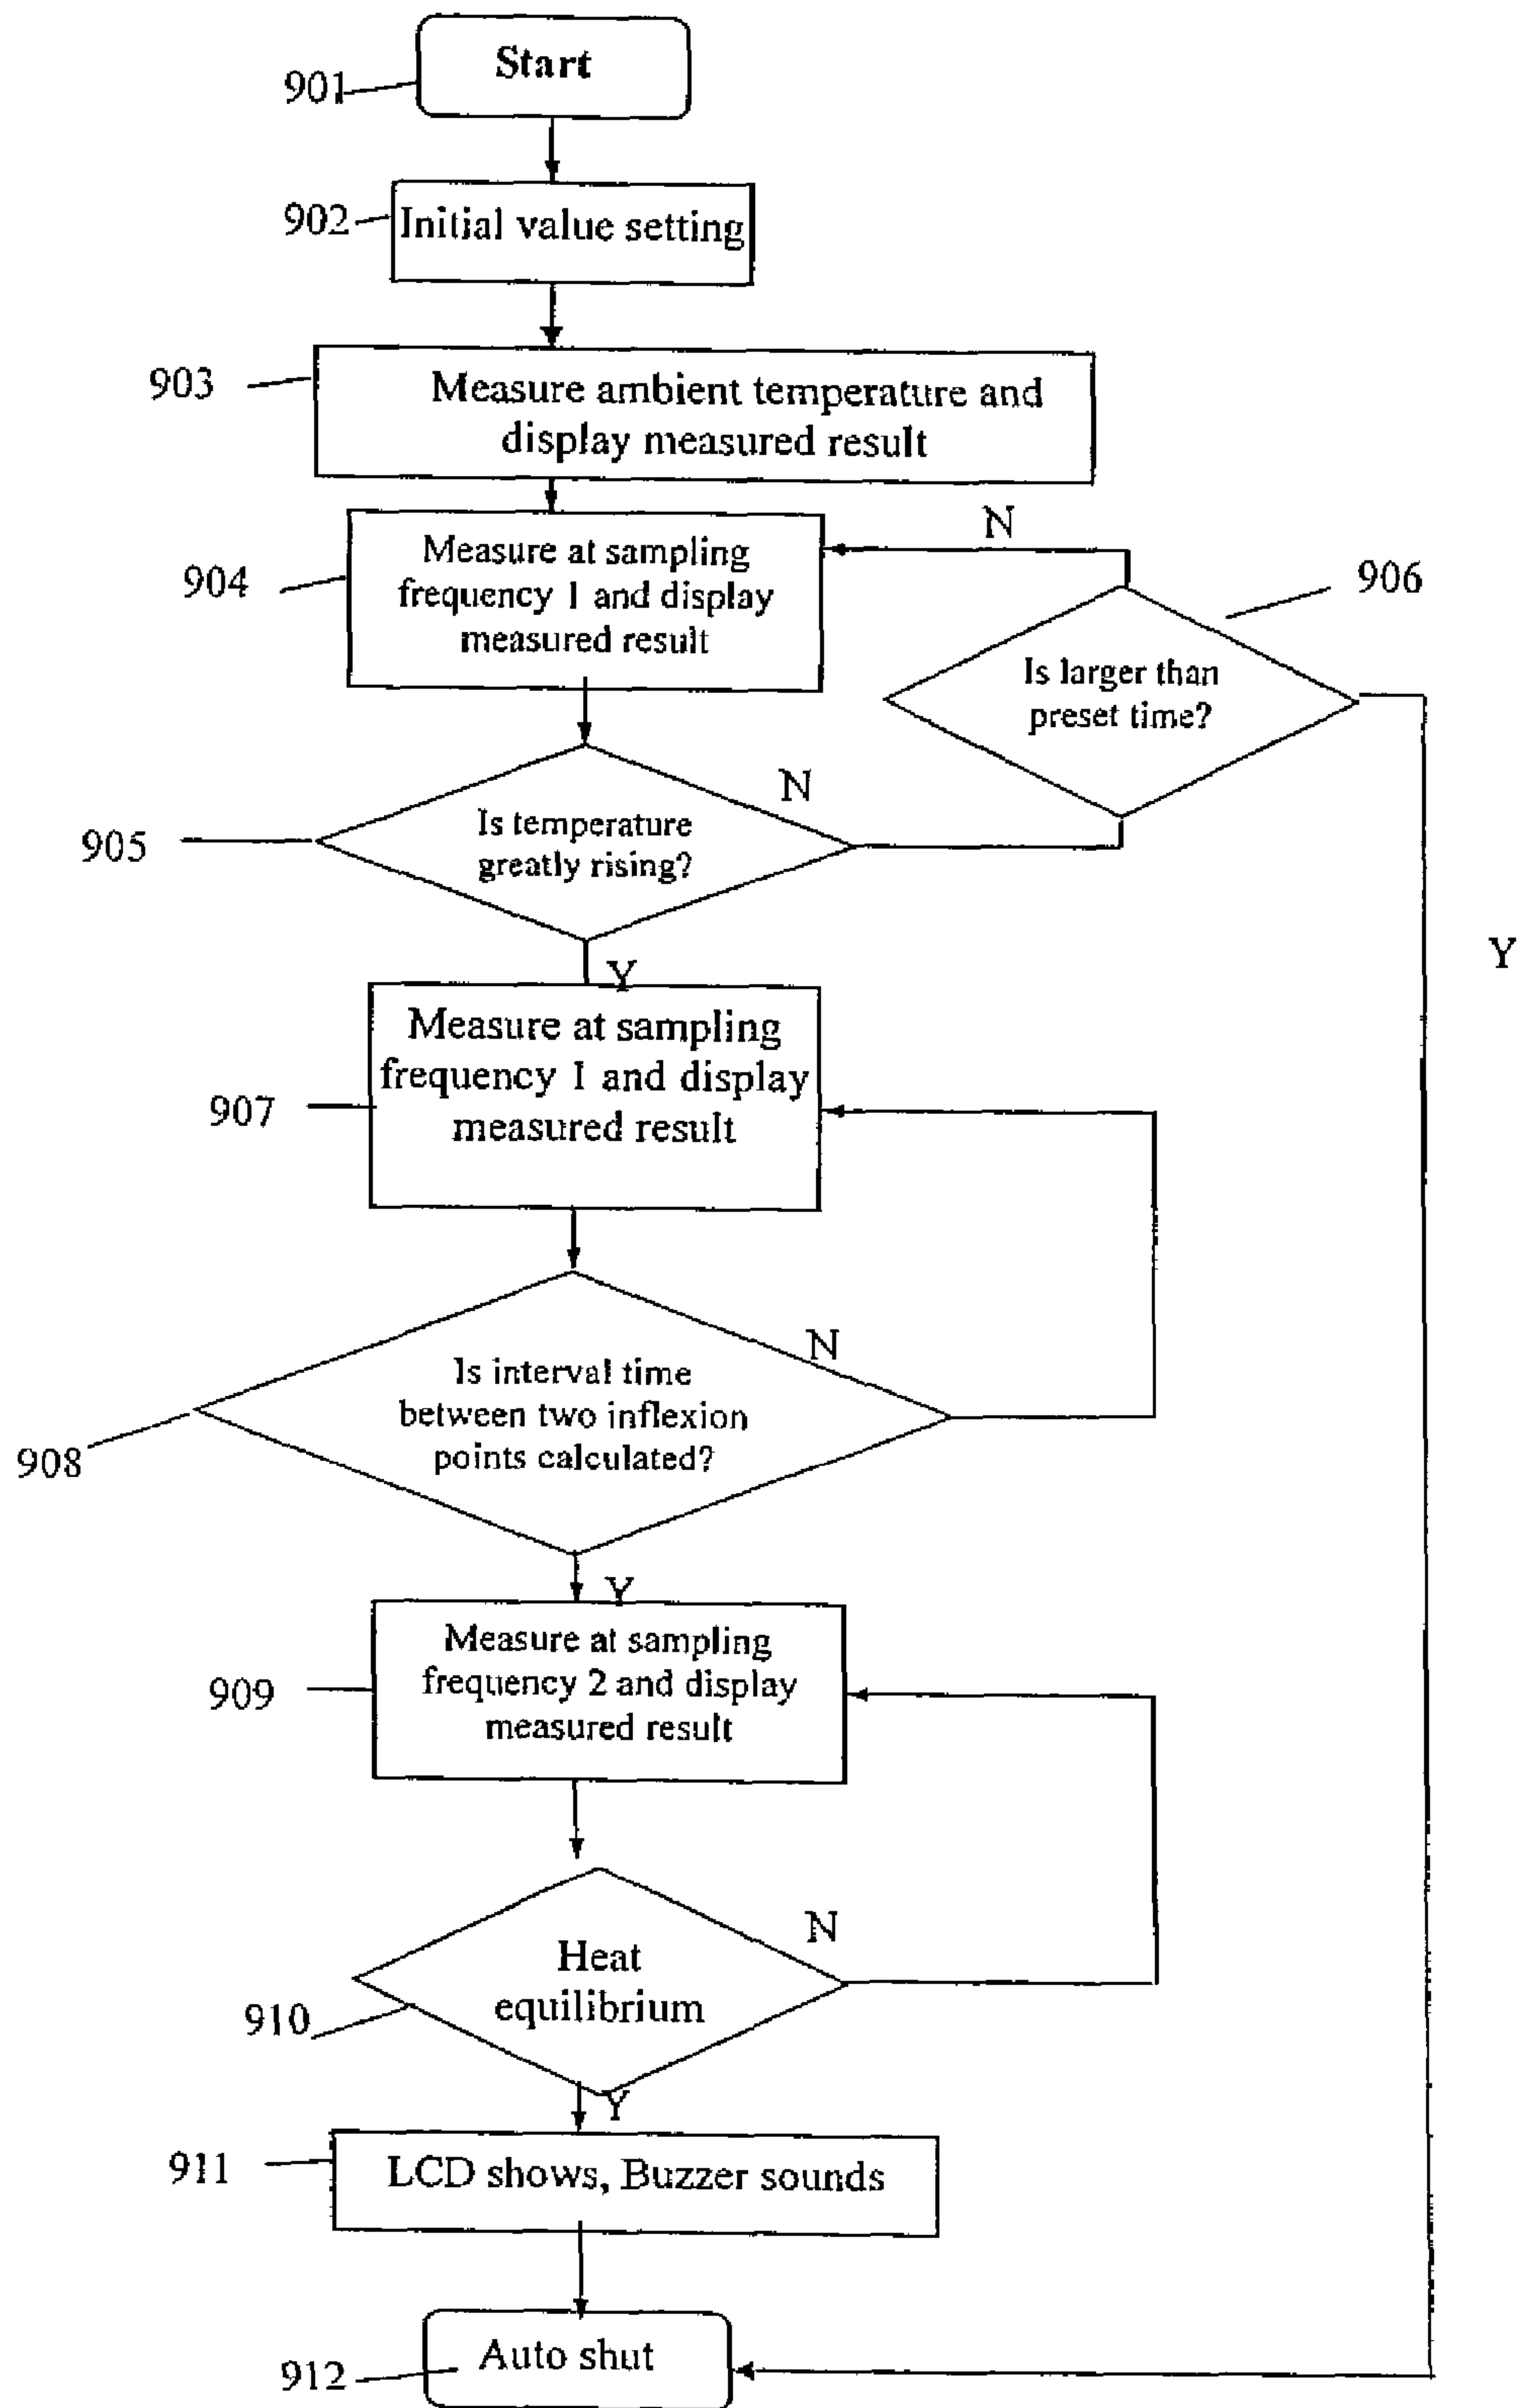 Start
901
902
Initial value setting
903
Measure ambient temperature and
display measured result
N
904
Measure at sampling
frequency 1 and display
measured result
906
Is larger than
preset time?
N
905
Is temperature
greatly rising?
Y
Y
Measure at sampling
frequency 1 and display
measured result
907
N
Is interval time
between two inflexion
points calculated?
908
Y
Measure at sampling
frequency 2 and display
measured result
909
N
Heat
equilibrium
910
Y
911
LCD shows, Buzzer sounds
Auto shut
912